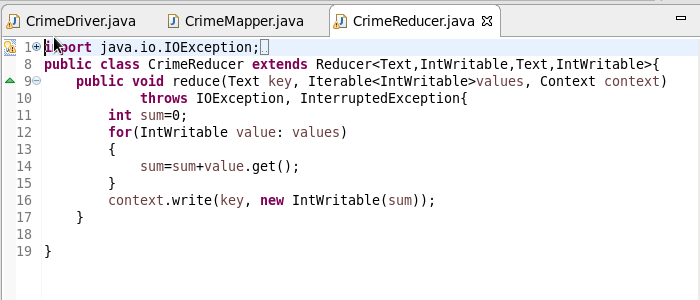 CrimeDriver.java CrimeMapper.java CrimeReducer.java
1 import java.io.IOException;
8 public class CrimeReducer extends Reducer<Text,IntWritable,Text,IntWritable>{
9 public void reduce(Text key, Iterable<IntWritable>values, Context context)
10 throws IOException, InterruptedException{
11 int sum=0;
12 for(IntWritable value: values)
13 {
14 sum=sum+value.get();
15 }
16 context.write(key, new IntWritable(sum));
17 }
18
19 }